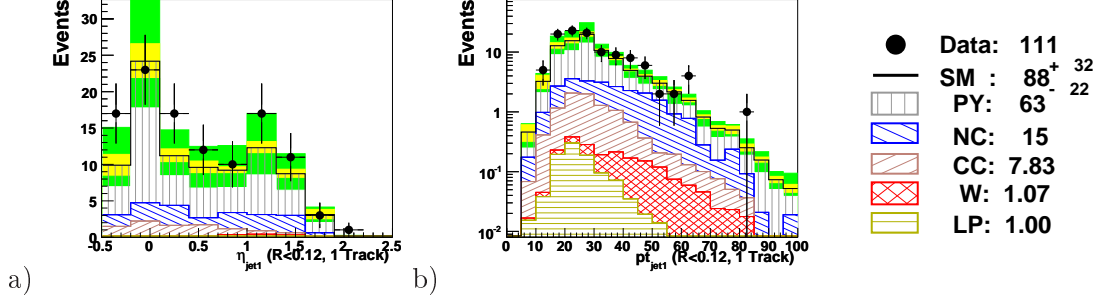 Events
30
25
20
15
10
5
0
-0.5 0 0.5 1 1.5 2 2.5
η jet1 (R<0.12, 1 Track)
a)
Events
10
1
10^-1
10^-2
0 10 20 30 40 50 60 70 80 90 100
pt jet1 (R<0.12, 1 Track)
b)
Data: 111
SM : 88 + 32 - 22
PY: 63
NC: 15
CC: 7.83
W: 1.07
LP: 1.00